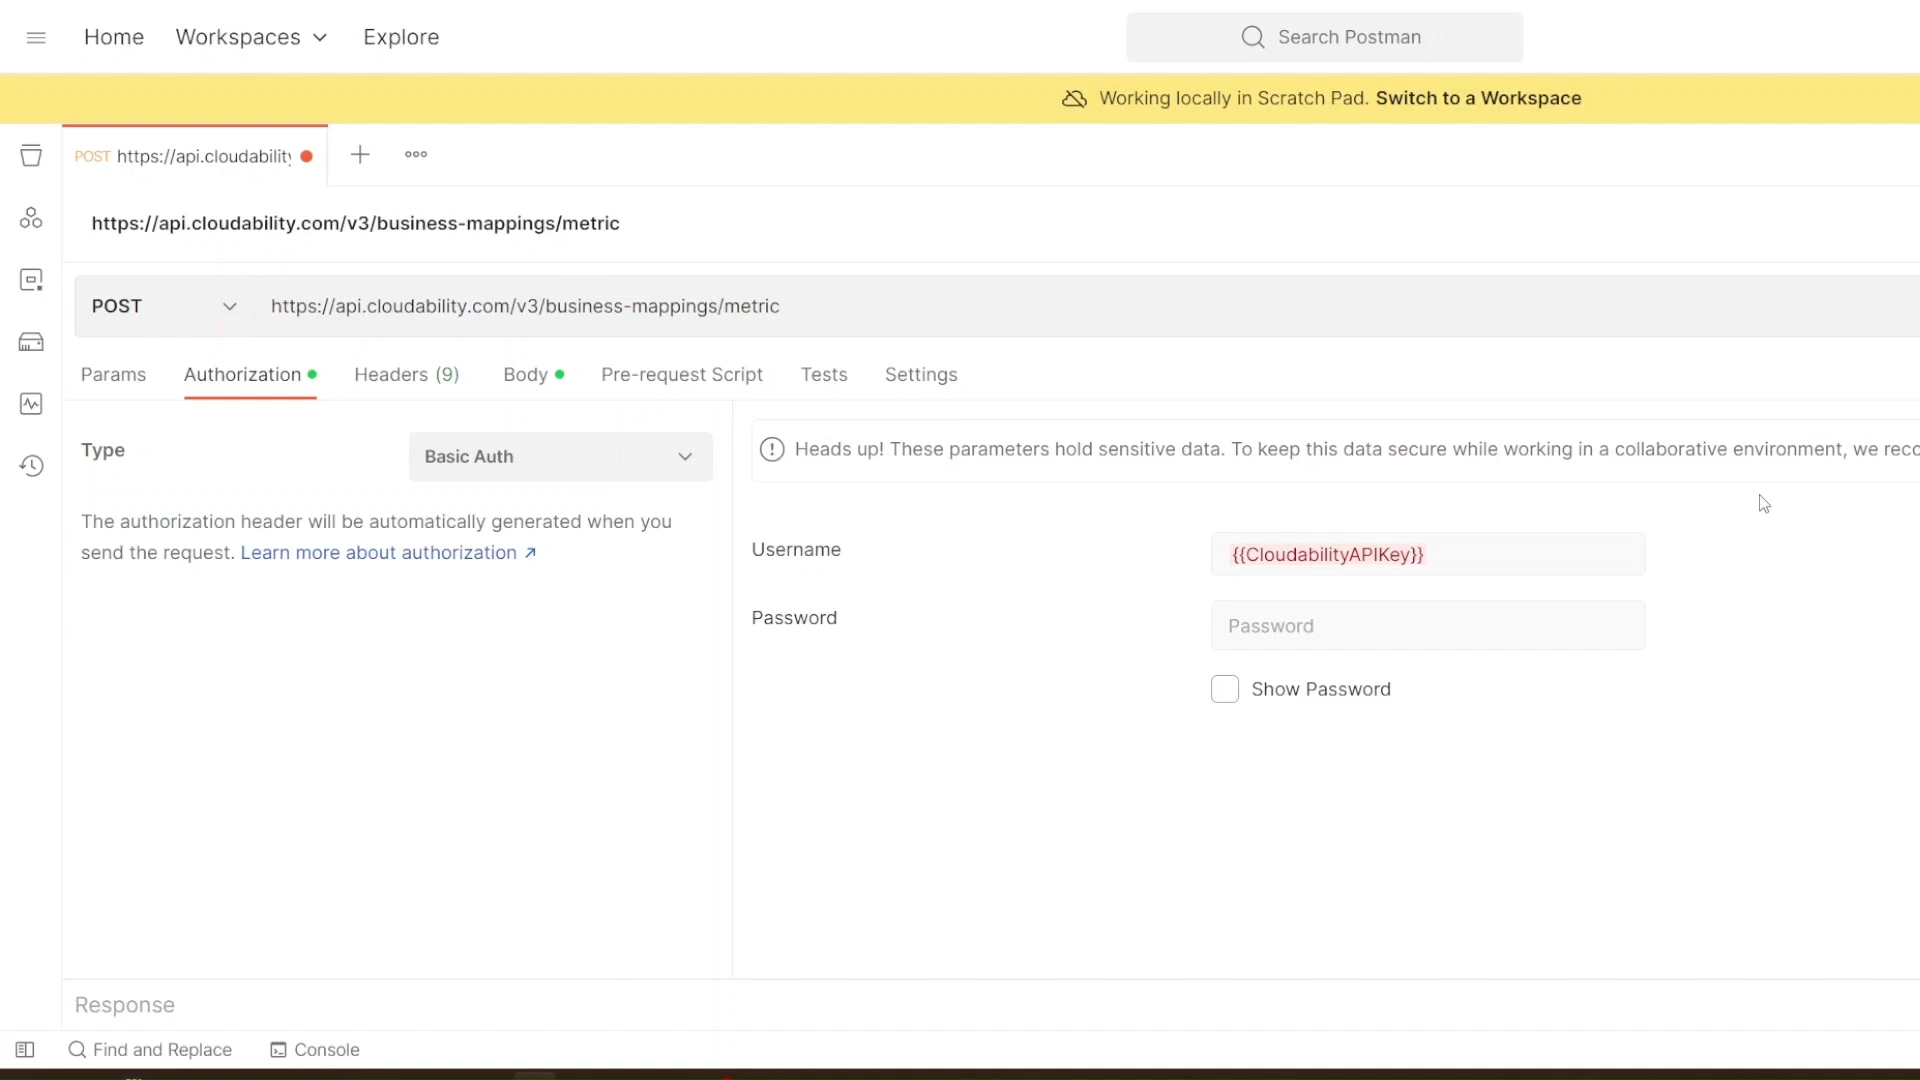 Home Workspaces Explore Search Postman
Working locally in Scratch Pad. Switch to a Workspace
POST https://api.cloudability
https://api.cloudability.com/v3/business-mappings/metric
POST https://api.cloudability.com/v3/business-mappings/metric
Params Authorization Headers (9) Body Pre-request Script Tests Settings
Type Basic Auth
Heads up! These parameters hold sensitive data. To keep this data secure while working in a collaborative environment, we reco
The authorization header will be automatically generated when you
send the request. Learn more about authorization ↗
Username {{CloudabilityAPIKey}}
Password Password
Show Password
Response
Find and Replace Console